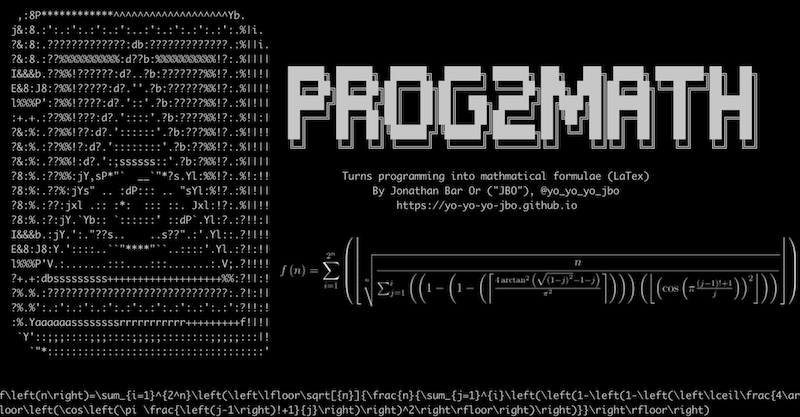 PROG2MATH
Turns programming into mathmatical formulae (LaTex)
By Jonathan Bar Or ("JBO"), @yo_yo_yo_jbo
https://yo-yo-yo-jbo.github.io
f (n) = \sum_{i=1}^{2^n} \left( \left\lfloor \sqrt[n]{\frac{n}{\sum_{j=1}^{i} \left( \left( 1 - \left( 1 - \left( \left\lceil \frac{4 \arctan^2 \left( \sqrt{(1-j)^2}-1-j \right)}{\pi^2} \right\rceil \right) \right) \right) \right) \left( \left\lfloor \left( \cos \left( \pi \frac{(j-1)!+1}{j} \right) \right)^2 \right\rfloor \right)}} \right\rfloor \right)
f\left(n\right)=\sum_{i=1}^{2^n}\left(\left\lfloor\sqrt[{n}]{\frac{n}{\sum_{j=1}^{i}\left(\left(1-\left(1-\left(\left\lceil\frac{4\ar
loor\left(\cos\left(\pi \frac{\left(j-1\right)!+1}{j}\right)\right)^2\right\rfloor\right)\right)}}\right\rfloor\right)